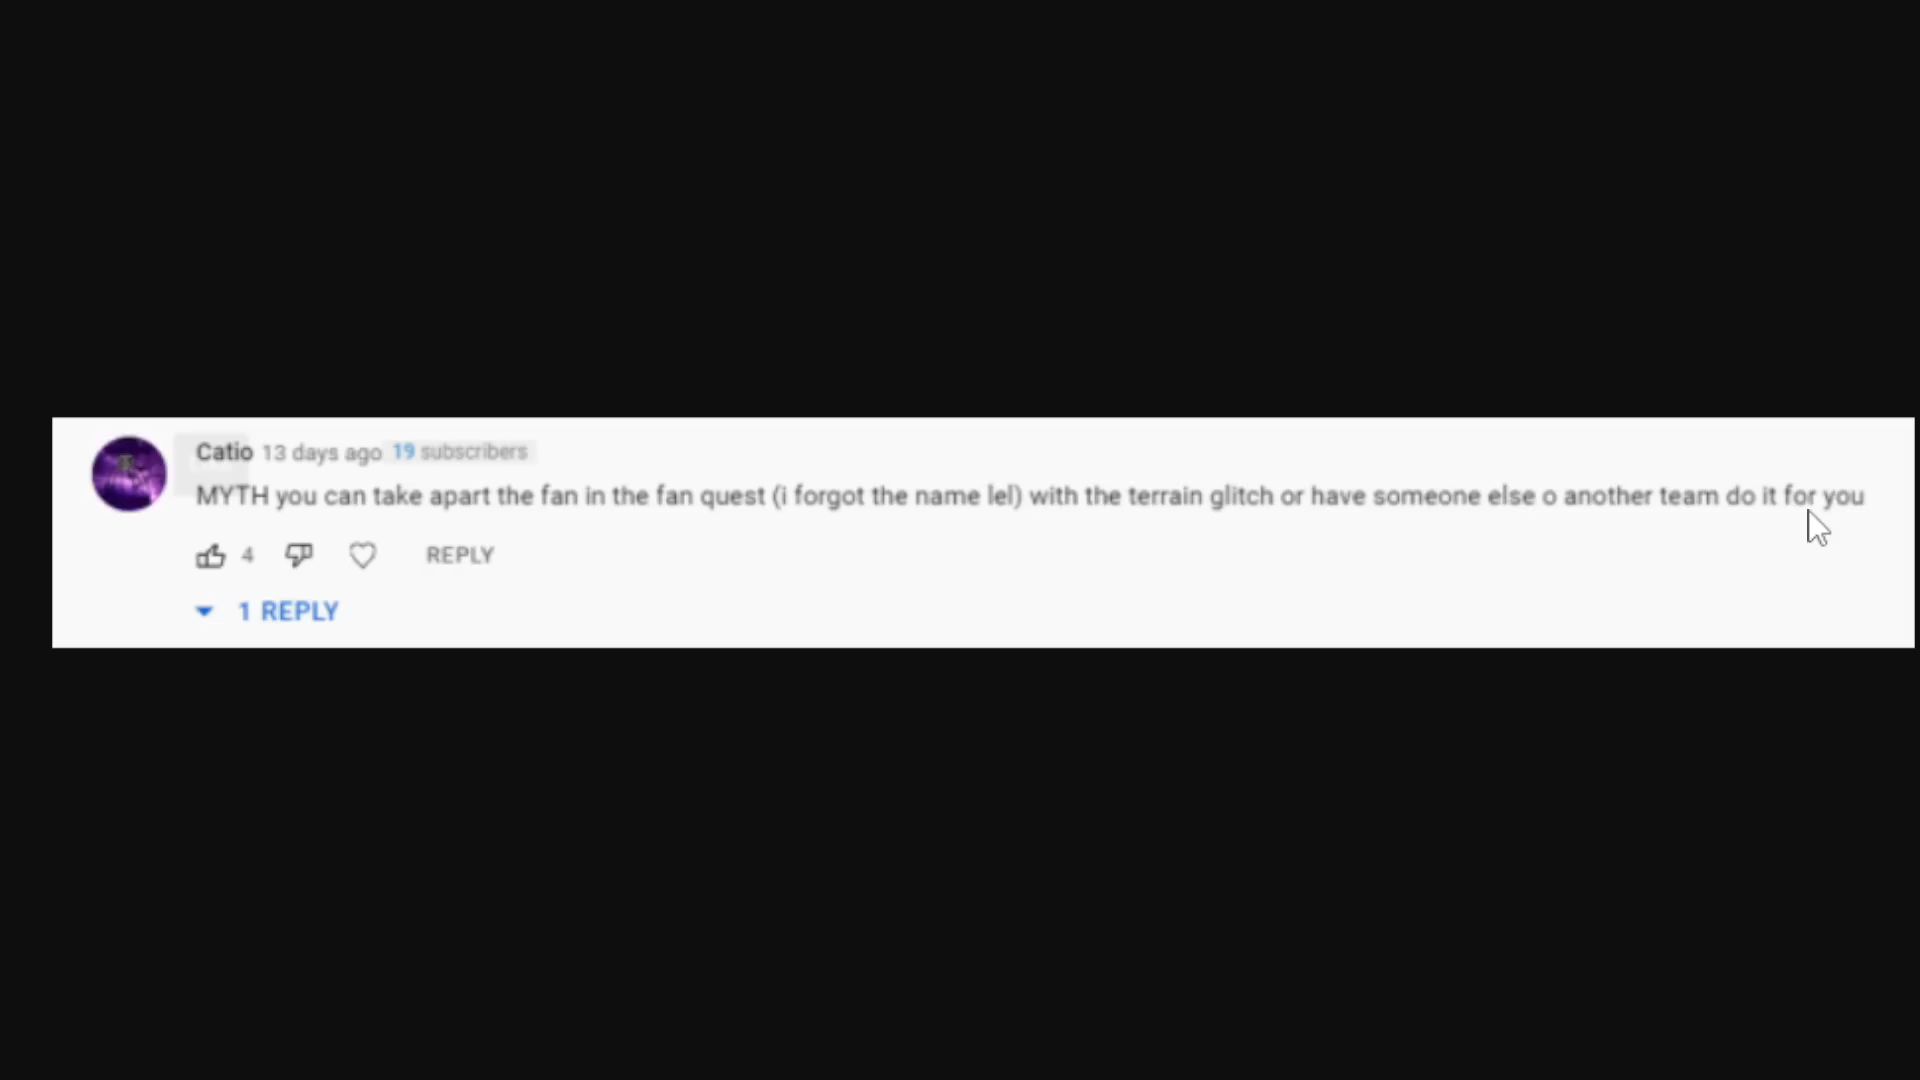 Catio 13 days ago 19 subscribers
MYTH you can take apart the fan in the fan quest (i forgot the name lel) with the terrain glitch or have someone else o another team do it for you
4 REPLY
1 REPLY